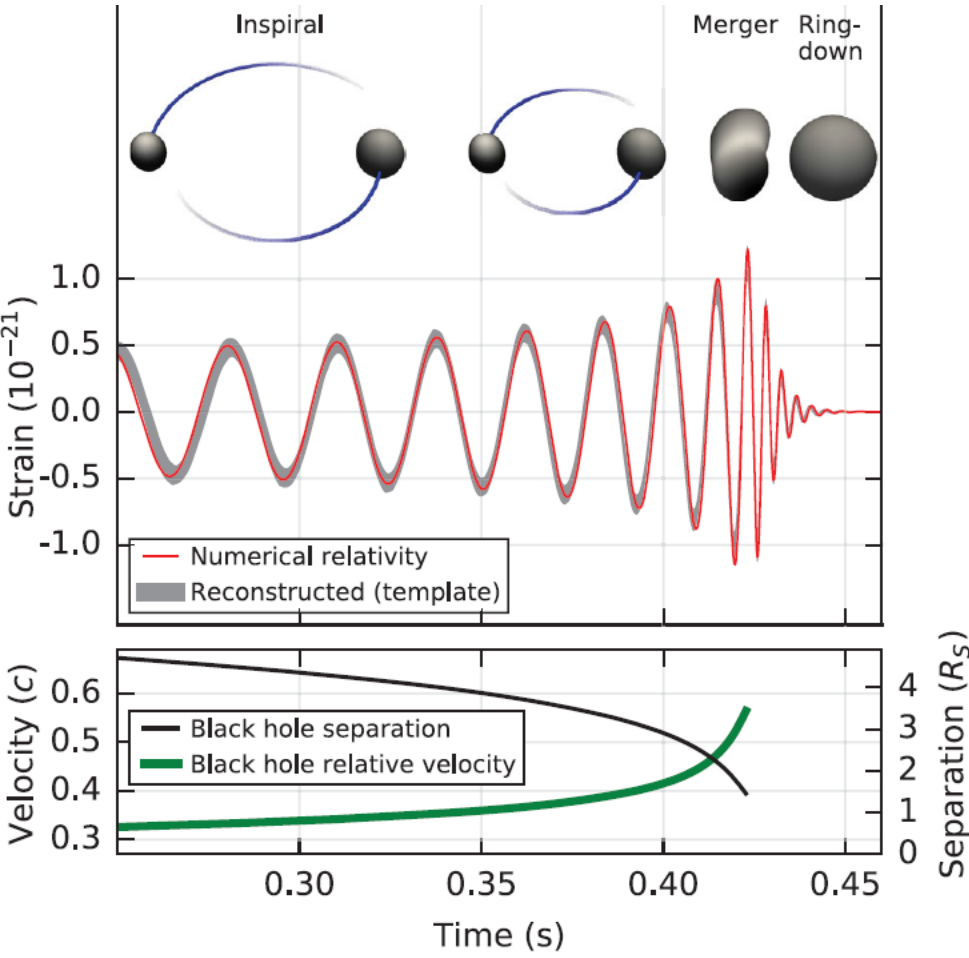 Inspiral
Merger
Ring-
down
Strain (10⁻²¹)
1.0
0.5
0.0
-0.5
-1.0
Numerical relativity
Reconstructed (template)
Velocity (c)
0.6
0.5
0.4
0.3
Black hole separation
Black hole relative velocity
Separation (R_S)
4
3
2
1
0
0.30
0.35
0.40
0.45
Time (s)